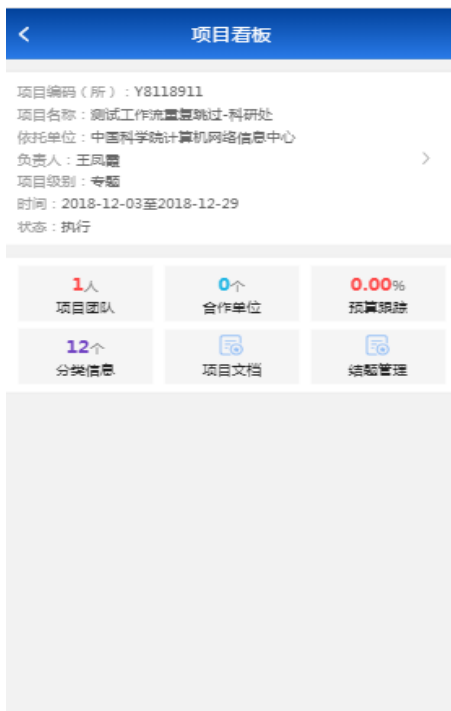 项目看板
项目编码（所）：Y8118911
项目名称：测试工作流重复跳过-科研处
依托单位：中国科学院计算机网络信息中心
负责人：王凤霞
项目级别：专题
时间：2018-12-03至2018-12-29
状态：执行
1人 0个 0.00%
项目团队 合作单位 预算跟踪
12个
分类信息 项目文档 结题管理